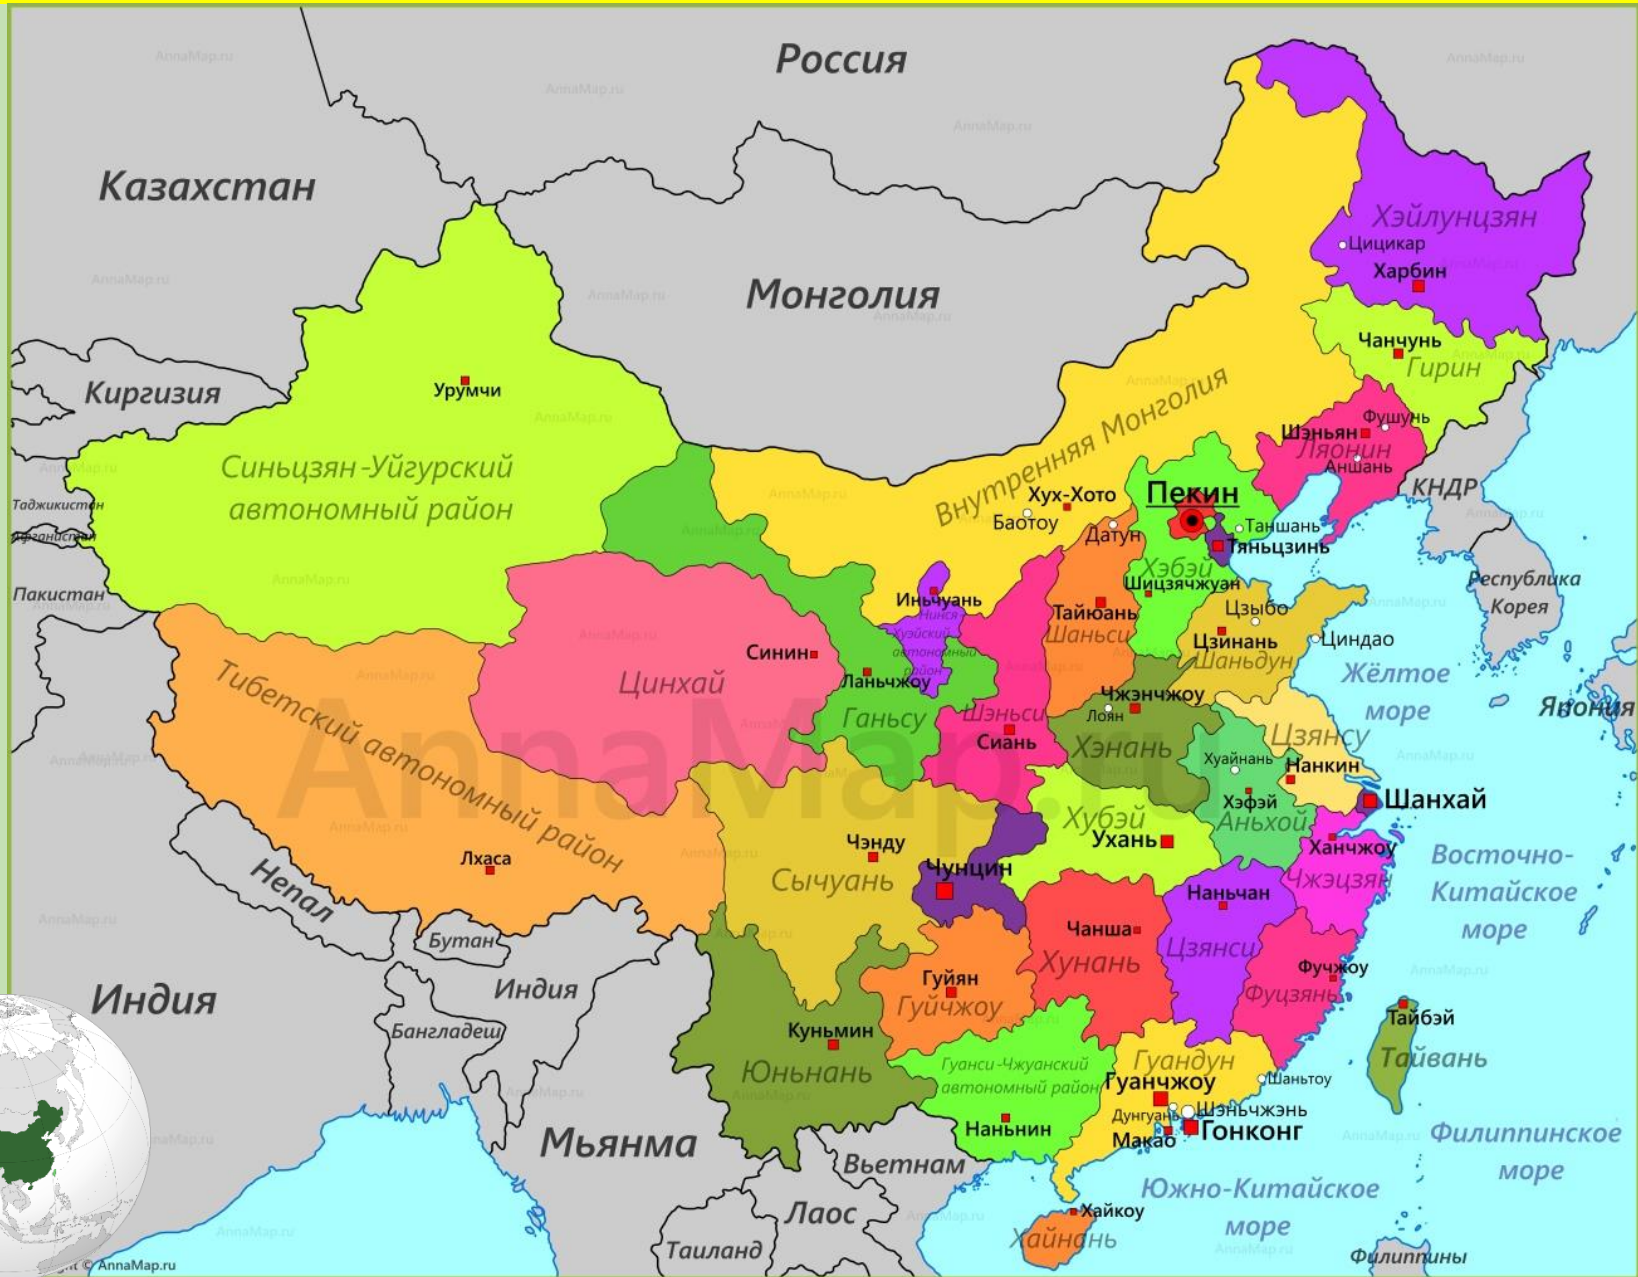 Россия
Казахстан
Монголия
Хэйлунцзян
Цицикар
Харбин
Чанчунь
Гирин
Киргизия
Урумчи
Внутренняя Монголия
Фушунь
Шэньян
Ляонин
Аншань
Синьцзян-Уйгурский
автономный район
Таджикистан
Афганистан
Пакистан
КНДР
Пекин
Хух-Хото
Баотоу
Датун
Таншань
Тяньцзинь
Хэбэй
Шицзячжуан
Республика
Корея
Иньчуань
Нинся-
Хуэйский
автономный
район
Тайюань
Шаньси
Цзыбо
Цзинань
Шаньдун
Циндао
Синин
Цинхай
Ланьчжоу
Ганьсу
Жёлтое
море
Япония
Тибетский автономный район
Шэньси
Сиань
Чжэнчжоу
Лоян
Хэнань
Цзянсу
Хуайнань
Нанкин
Хэфэй
Аньхой
Шанхай
AnnaMap.ru
Хубэй
Ухань
Ханчжоу
Чжэцзян
Восточно-
Китайское
море
Лхаса
Чэнду
Сычуань
Чунцин
Непал
Бутан
Индия
Индия
Бангладеш
Чанша
Хунань
Наньчан
Цзянси
Фучжоу
Фуцзянь
Гуйян
Гуйчжоу
Куньмин
Юньнань
Тайбэй
Тайвань
Гуанси-Чжуанский
автономный район
Наньнин
Гуандун
Гуанчжоу
Шаньтоу
Дунгуань
Шэньчжэнь
Макао
Гонконг
Мьянма
Вьетнам
Лаос
Таиланд
Южно-Китайское
море
Филиппинское
море
Хайкоу
Хайнань
Филиппины
© AnnaMap.ru